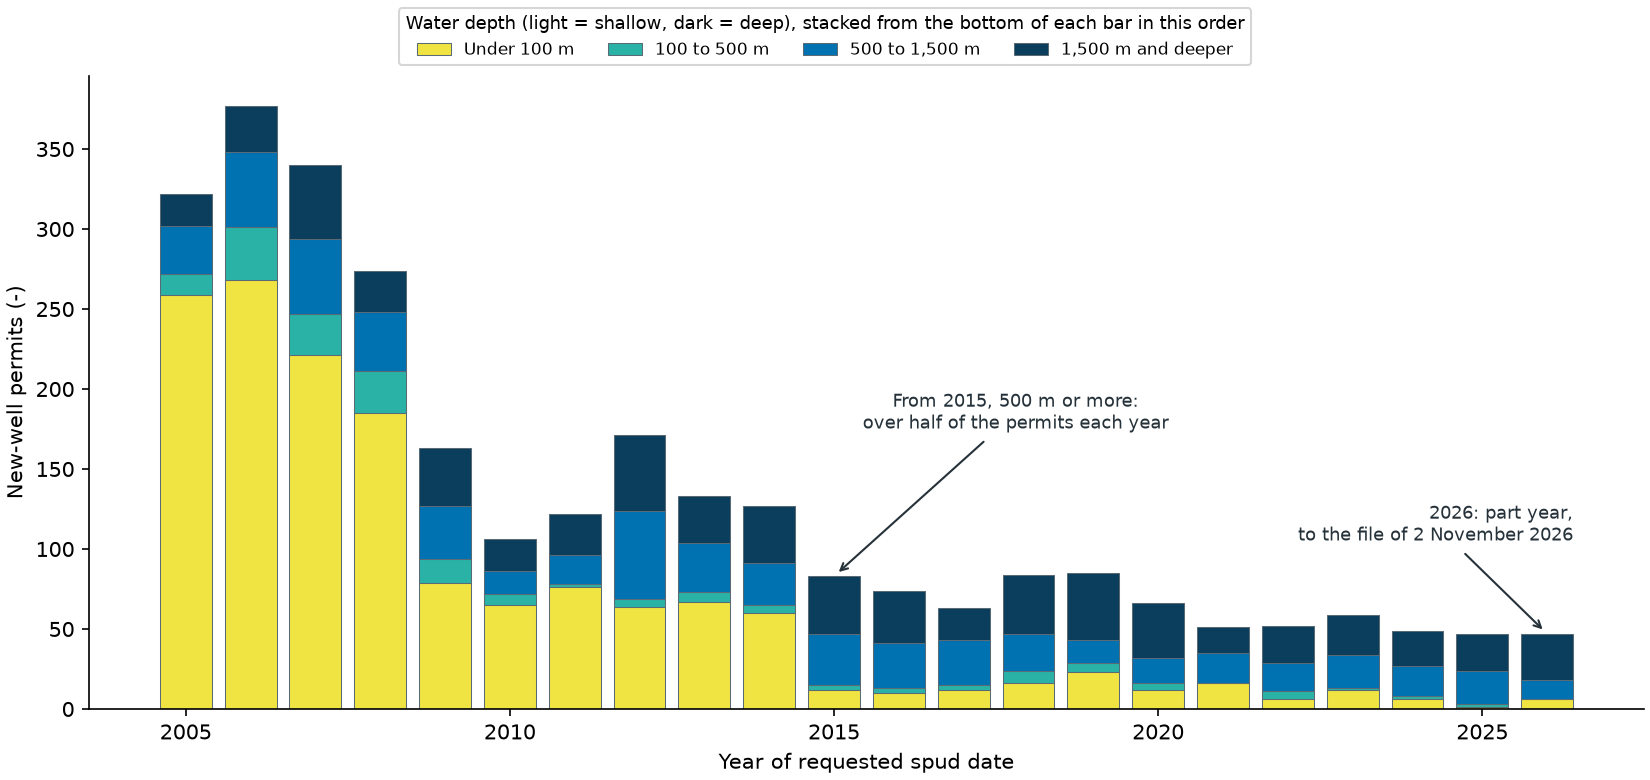 Water depth (light = shallow, dark = deep), stacked from the bottom of each bar in this order
Under 100 m
100 to 500 m
500 to 1,500 m
1,500 m and deeper
New-well permits (-)
350
300
250
200
150
100
50
0
From 2015, 500 m or more:
over half of the permits each year
2026: part year,
to the file of 2 November 2026
2005
2010
2015
2020
2025
Year of requested spud date